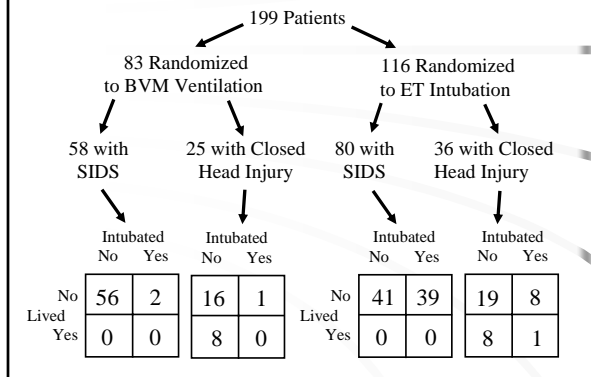 199 Patients
83 Randomized
to BVM Ventilation
116 Randomized
to ET Intubation
58 with
SIDS
25 with Closed
Head Injury
80 with
SIDS
36 with Closed
Head Injury
Intubated
No Yes
Intubated
No Yes
Intubated
No Yes
Intubated
No Yes
No 56 2 16 1
Lived
Yes 0 0 8 0
No 41 39 19 8
Lived
Yes 0 0 8 1